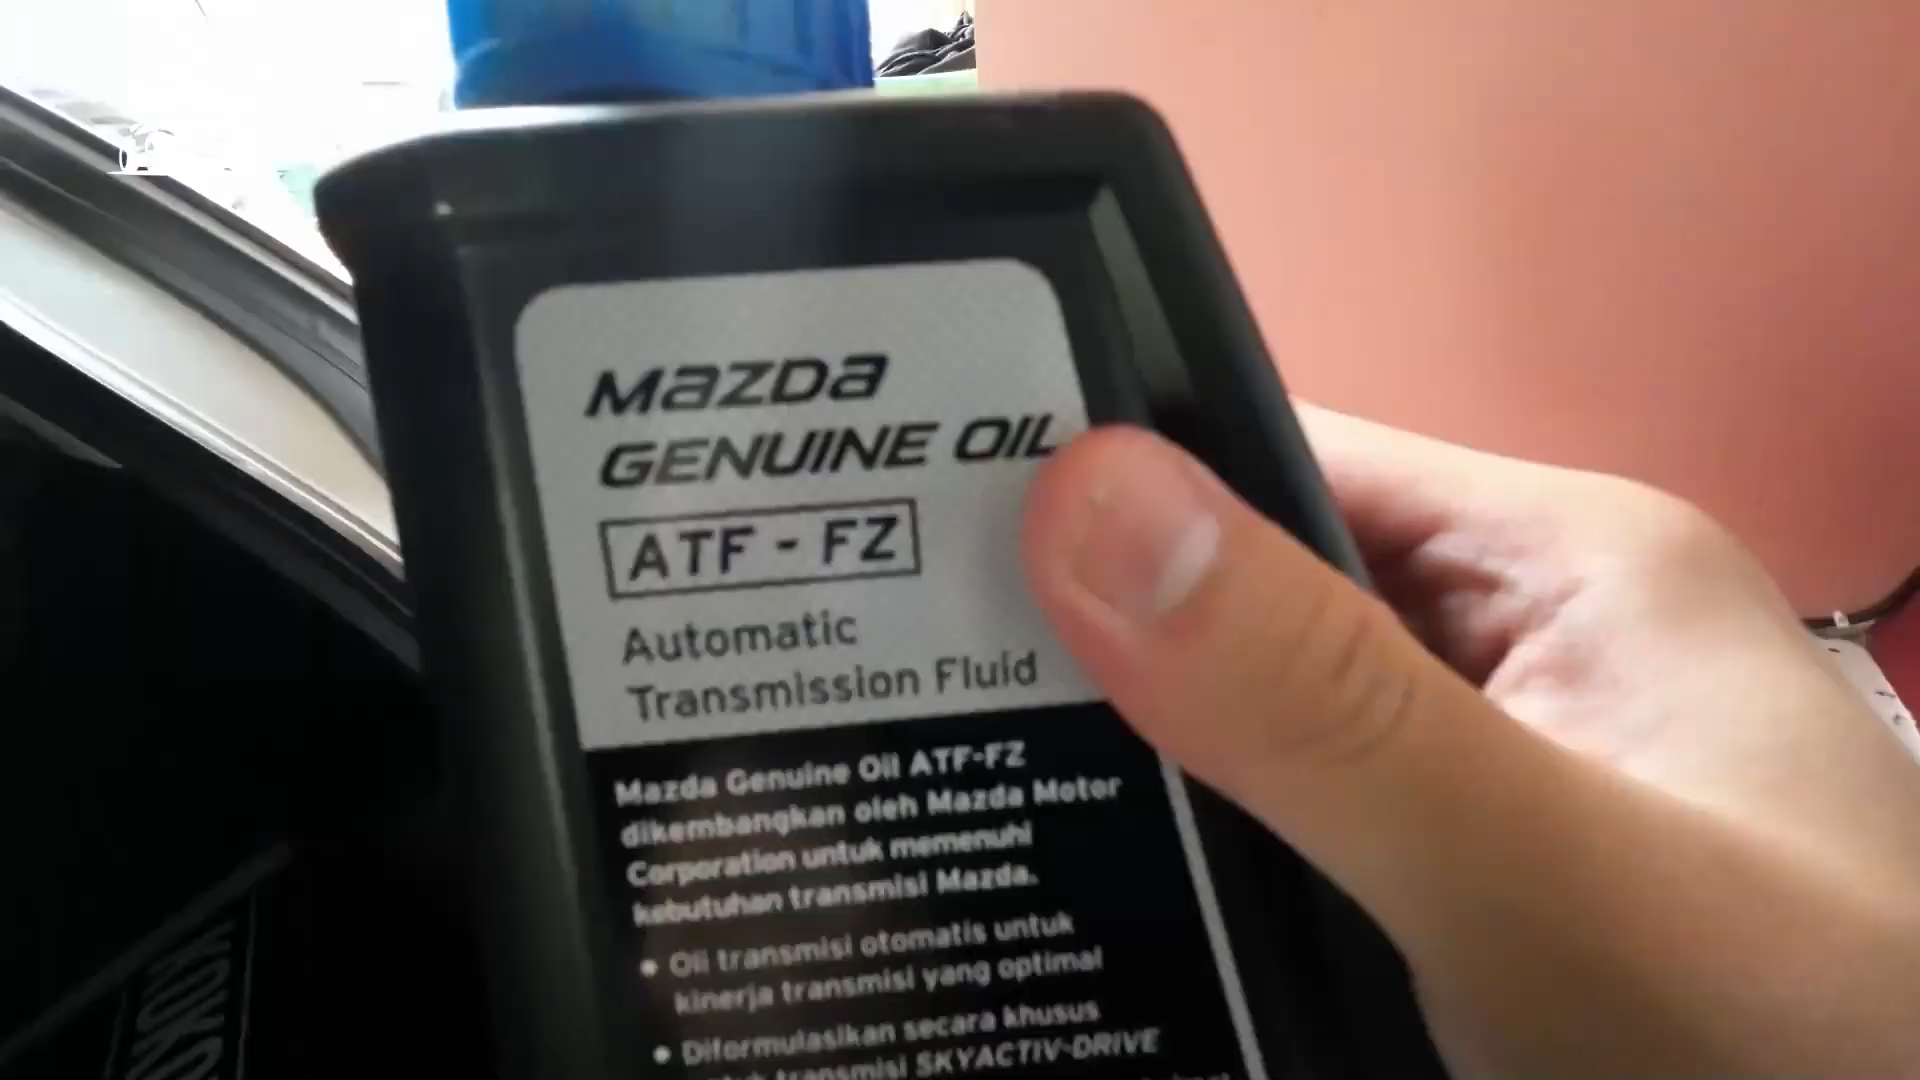 mazDa
GENUINE OIL
ATF - FZ
Automatic
Transmission Fluid
Mazda Genuine Oil ATF-FZ
dikembangkan oleh Mazda Motor
Corporation untuk memenuhi
kebutuhan transmisi Mazda.
• Oli transmisi otomatis untuk
kinerja transmisi yang optimal
• Diformulasikan secara khusus
transmisi SKYACTIV-DRIVE